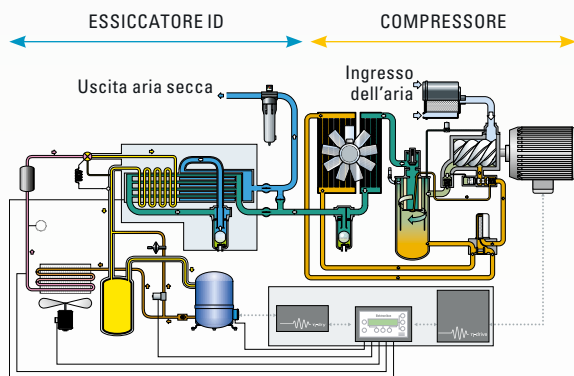 ESSICCATORE ID
COMPRESSORE
Uscita aria secca
Ingresso
dell'aria